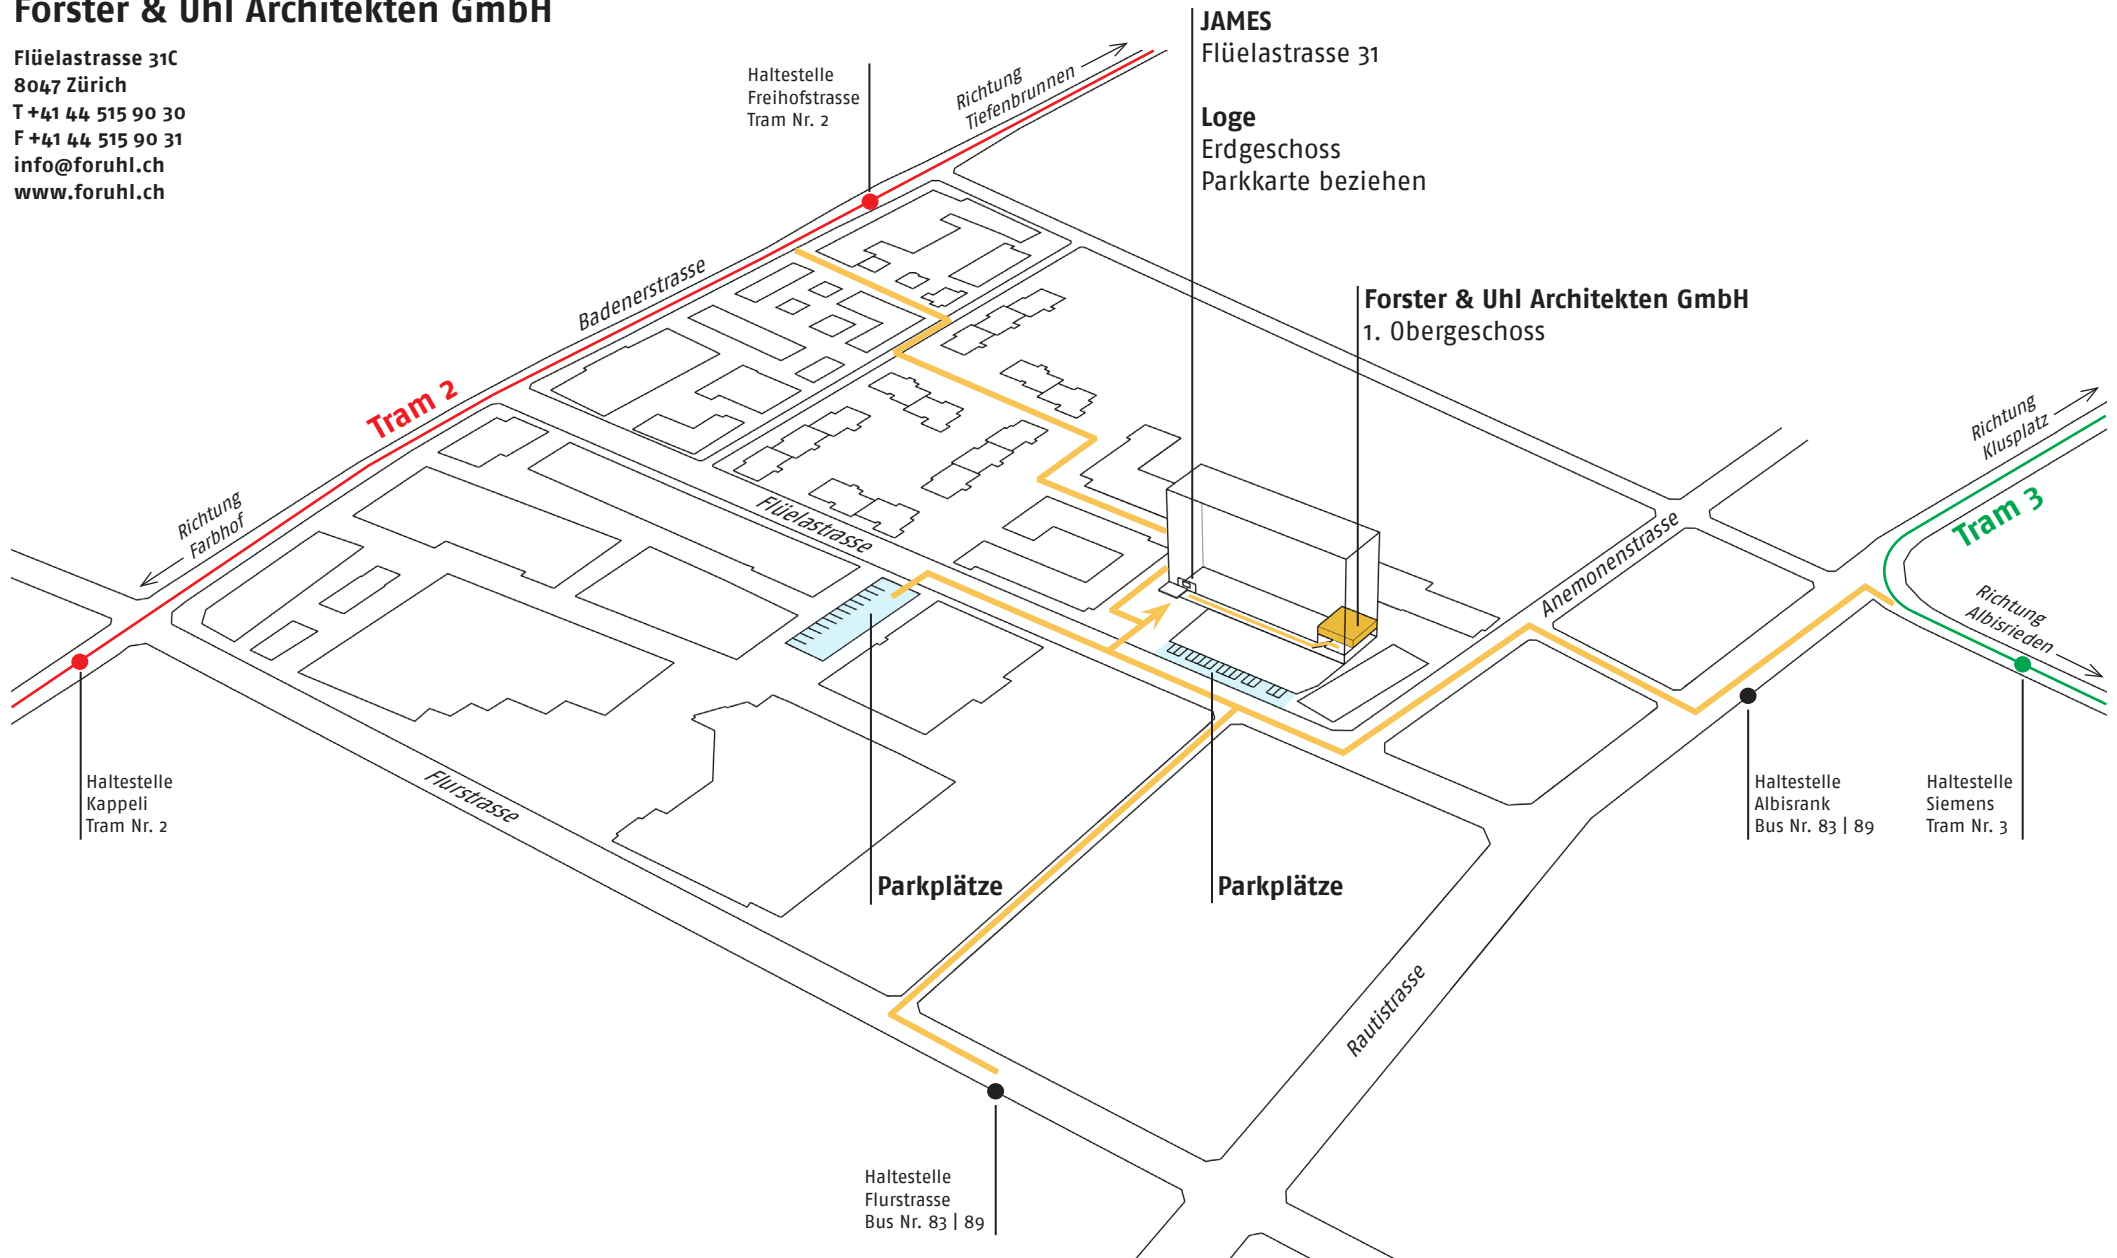 Forster & Uhl Architekten GmbH
Flüelastrasse 31C
8047 Zürich
T +41 44 515 90 30
F +41 44 515 90 31
info@foruhl.ch
www.foruhl.ch
Haltestelle
Freihofstrasse
Tram Nr. 2
Richtung
Tiefenbrunnen
JAMES
Flüelastrasse 31
Loge
Erdgeschoss
Parkkarte beziehen
Forster & Uhl Architekten GmbH
1. Obergeschoss
Badenerstrasse
Tram 2
Richtung
Farbhof
Flüelastrasse
Anemonenstrasse
Richtung
Klusplatz
Tram 3
Richtung
Albisrieden
Haltestelle
Kappeli
Tram Nr. 2
Flurstrasse
Parkplätze
Parkplätze
Haltestelle
Albisrank
Bus Nr. 83 | 89
Haltestelle
Siemens
Tram Nr. 3
Rautistrasse
Haltestelle
Flurstrasse
Bus Nr. 83 | 89